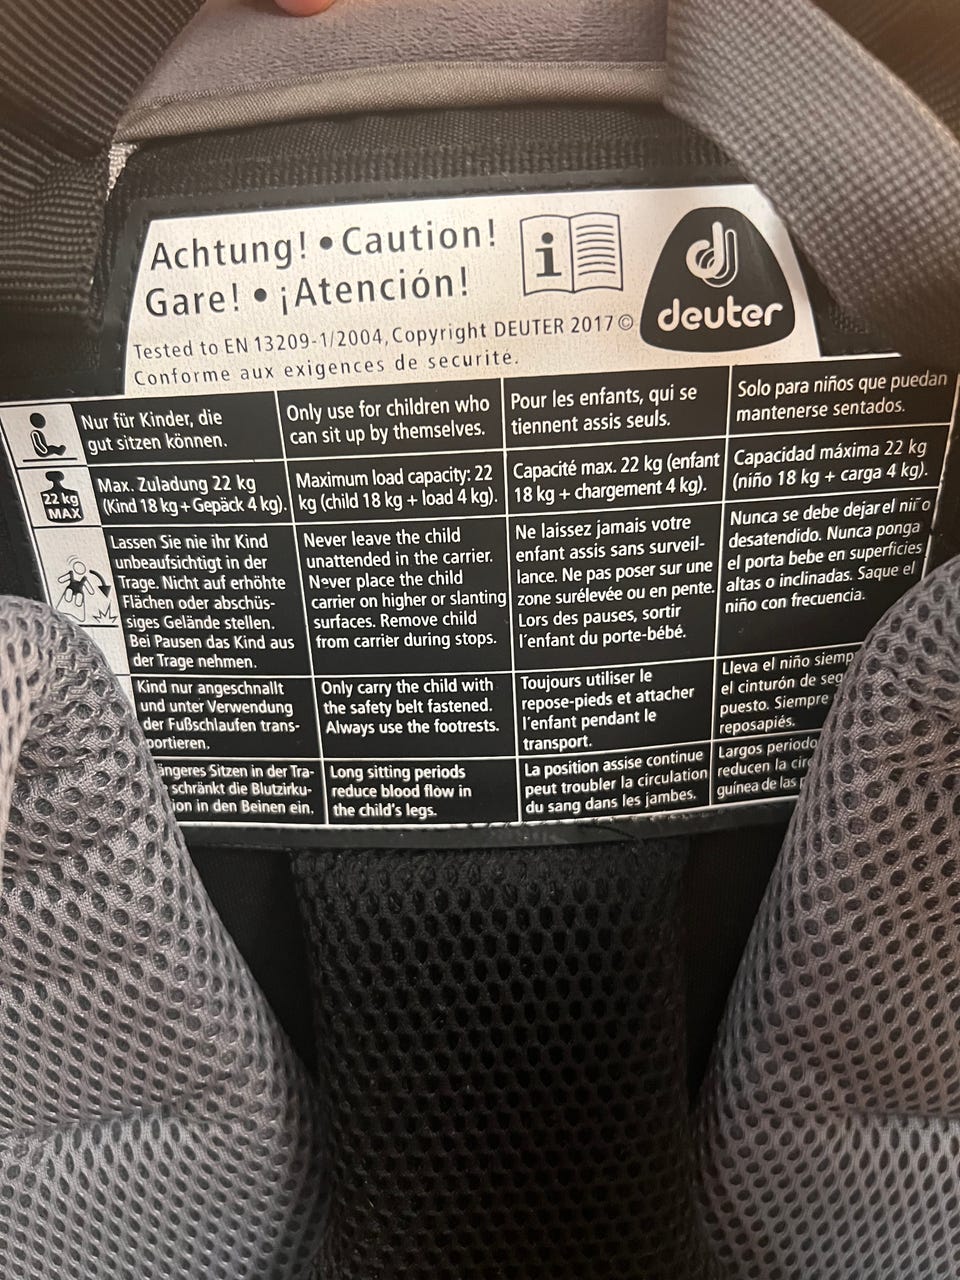 Achtung! • Caution!
Gare! • ¡Atención!
i
deuter
Tested to EN 13209-1/2004, Copyright DEUTER 2017 ©
Conforme aux exigences de securité.
Nur für Kinder, die
gut sitzen können.
Only use for children who
can sit up by themselves.
Pour les enfants, qui se
tiennent assis seuls.
Solo para niños que puedan
mantenerse sentados.
22 kg
MAX
Max. Zuladung 22 kg
(Kind 18 kg + Gepäck 4 kg).
Maximum load capacity: 22
kg (child 18 kg + load 4 kg).
Capacité max. 22 kg (enfant
18 kg + chargement 4 kg).
Capacidad máxima 22 kg
(niño 18 kg + carga 4 kg).
Lassen Sie nie ihr Kind
unbeaufsichtigt in der
Trage. Nicht auf erhöhte
Flächen oder abschüs-
siges Gelände stellen.
Bei Pausen das Kind aus
der Trage nehmen.
Never leave the child
unattended in the carrier.
Never place the child
carrier on higher or slanting
surfaces. Remove child
from carrier during stops.
Ne laissez jamais votre
enfant assis sans surveil-
lance. Ne pas poser sur une
zone surélevée ou en pente.
Lors des pauses, sortir
l'enfant du porte-bébé.
Nunca se debe dejar el niño
desatendido. Nunca ponga
el porta bebe en superficies
altas o inclinadas. Saque el
niño con frecuencia.
Kind nur angeschnallt
und unter Verwendung
der Fußschlaufen trans-
portieren.
Only carry the child with
the safety belt fastened.
Always use the footrests.
Toujours utiliser le
repose-pieds et attacher
l'enfant pendant le
transport.
Lleva el niño siemp
el cinturón de seg
puesto. Siempre
reposapiés.
ängeres Sitzen in der Tra-
schränkt die Blutzirku-
ion in den Beinen ein.
Long sitting periods
reduce blood flow in
the child's legs.
La position assise continue
peut troubler la circulation
du sang dans les jambes.
Largos periodo
reducen la circ
guínea de las